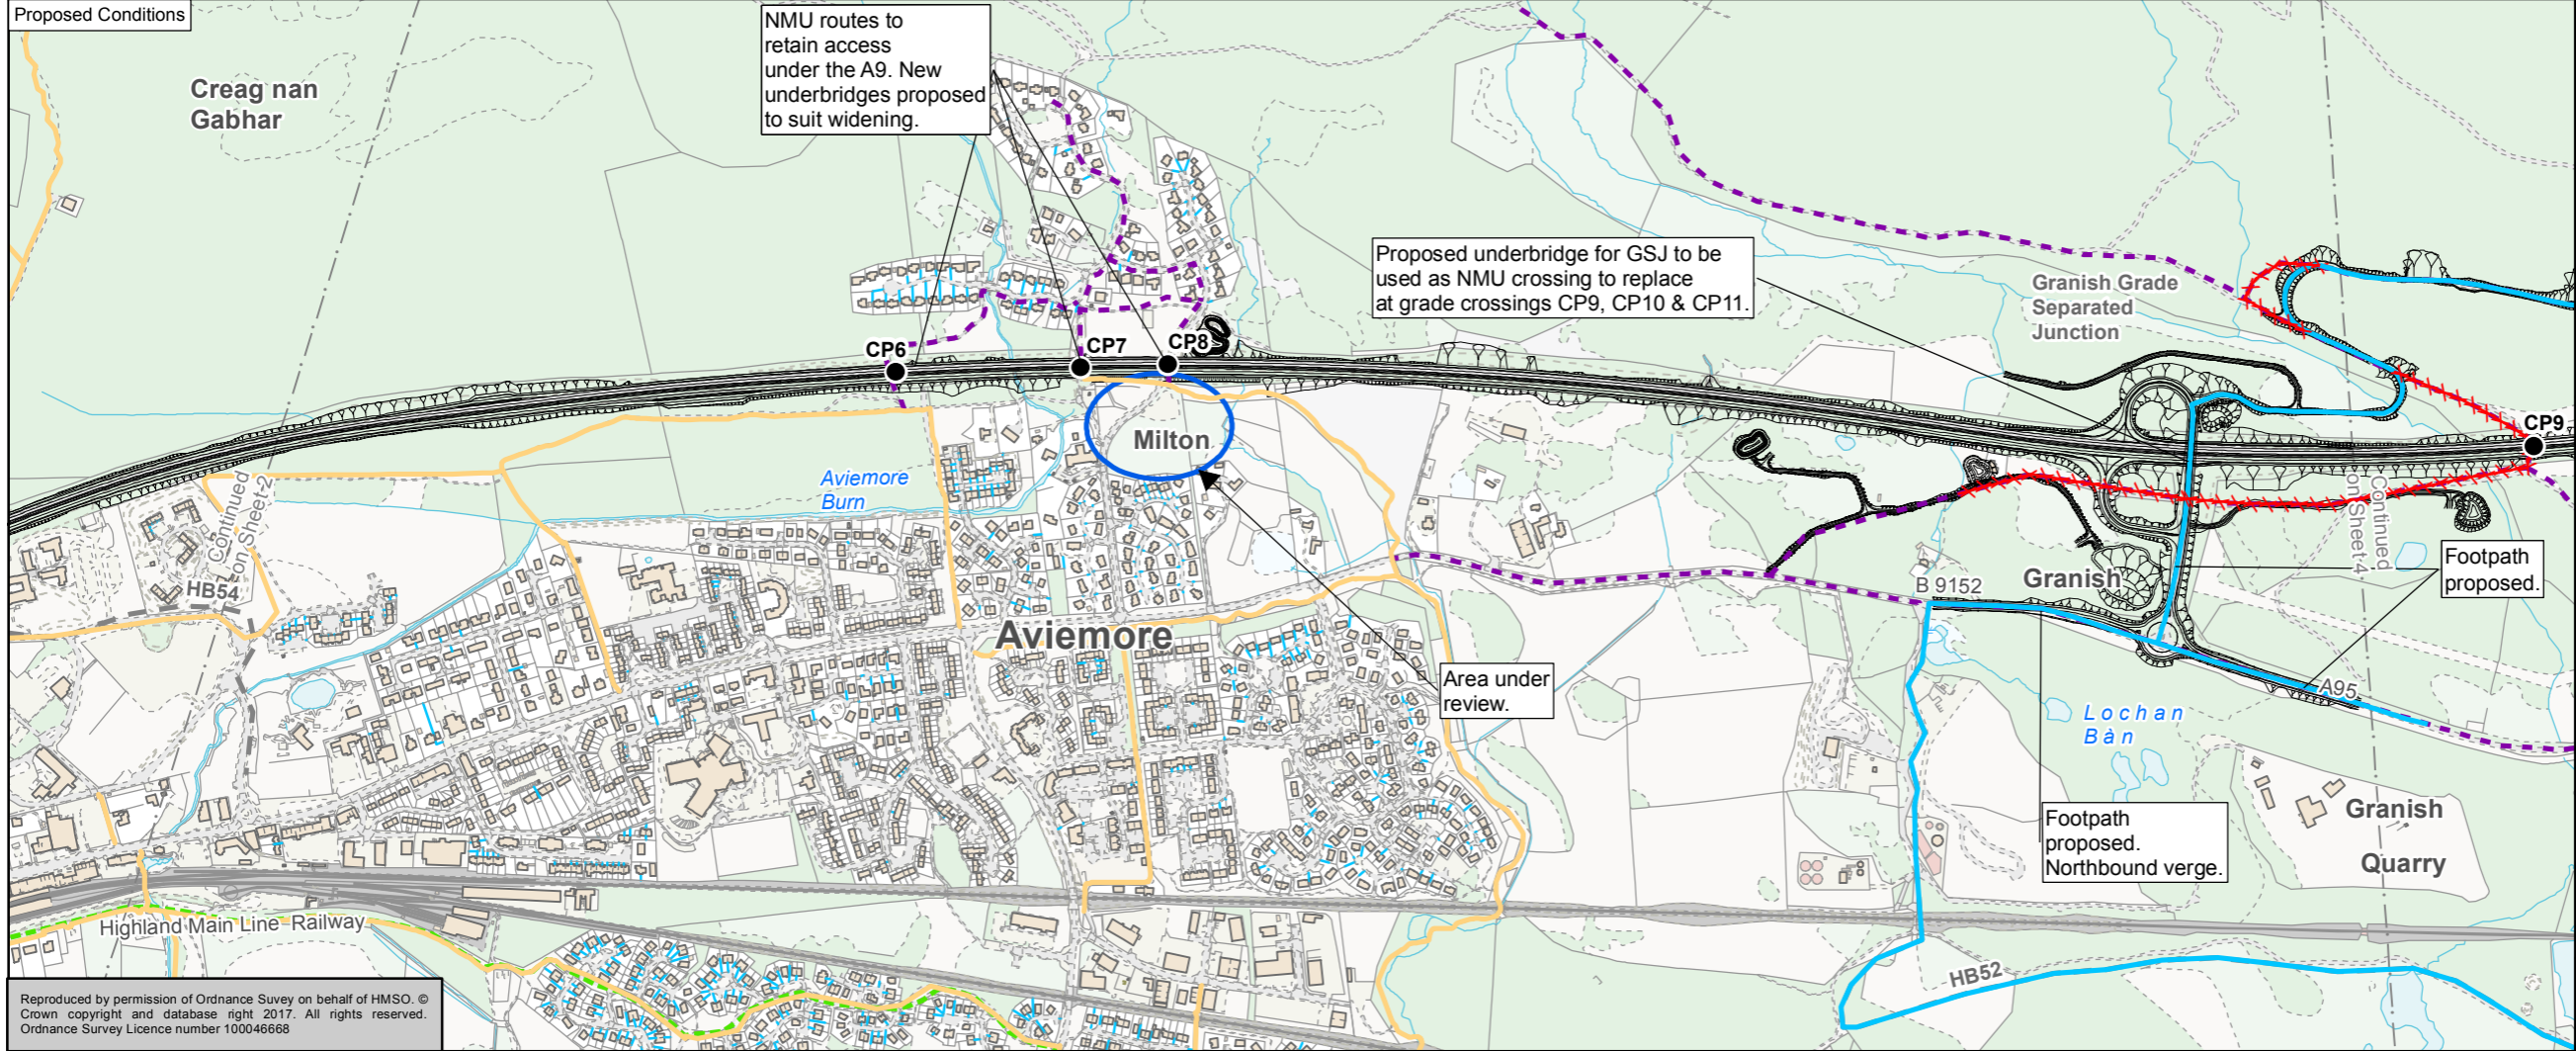 Proposed Conditions
NMU routes to
retain access
under the A9. New
underbridges proposed
to suit widening.
Creag nan
Gabhar
Proposed underbridge for GSJ to be
used as NMU crossing to replace
at grade crossings CP9, CP10 & CP11.
Granish Grade
Separated
Junction
CP6
CP7
CP8
CP9
Milton
Aviemore
Burn
Continued
on Sheet 2
HB54
Continued
on Sheet 4
Footpath
proposed.
B 9152
Granish
Aviemore
Area under
review.
A95
Lochan
Bàn
Footpath
proposed.
Northbound verge.
Granish
Quarry
Highland Main Line Railway
HB52
Reproduced by permission of Ordnance Suvey on behalf of HMSO. ©
Crown copyright and database right 2017. All rights reserved.
Ordnance Survey Licence number 100046668